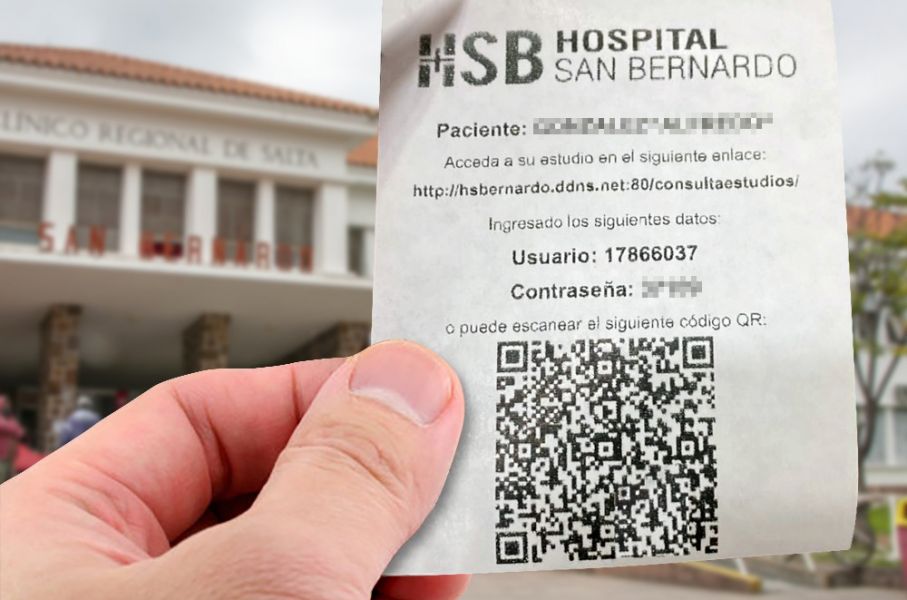 HSB HOSPITAL
SAN BERNARDO
Paciente:
Acceda a su estudio en el siguiente enlace:
http://hsbernardo.ddns.net:80/consultaestudios/
Ingresado los siguientes datos:
Usuario: 17866037
Contraseña:
o puede escanear el siguiente código QR:
LÍNICO REGIONAL DE SALTA
SAN BERNARDO